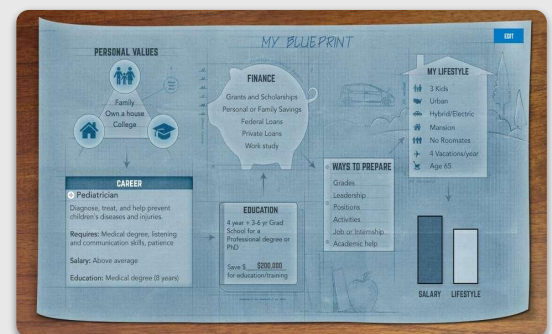 MY BLUEPRINT
EDIT
PERSONAL VALUES
Family
Own a house
College
CAREER
Pediatrician
Diagnose, treat, and help prevent
children's diseases and injuries.
Requires: Medical degree, listening
and communication skills, patience
Salary: Above average
Education: Medical degree (8 years)
FINANCE
Grants and Scholarships
Personal or Family Savings
Federal Loans
Private Loans
Work study
EDUCATION
4 year + 3-6 yr Grad
School for a
Professional degree or
PhD
Save $ $200,000
for education/training
WAYS TO PREPARE
Grades
Leadership
Positions
Activities
Job or Internship
Academic help
MY LIFESTYLE
3 Kids
Urban
Hybrid/Electric
Mansion
No Roomates
4 Vacations/year
Age 65
SALARY LIFESTYLE